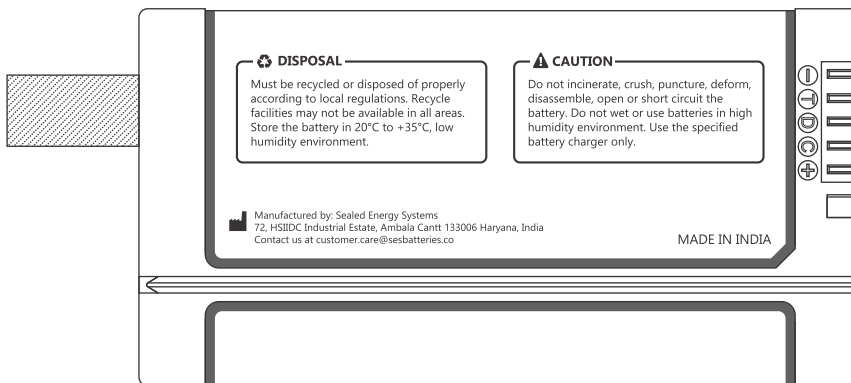 DISPOSAL
Must be recycled or disposed of properly
according to local regulations. Recycle
facilities may not be available in all areas.
Store the battery in 20°C to +35°C, low
humidity environment.
CAUTION
Do not incinerate, crush, puncture, deform,
disassemble, open or short circuit the
battery. Do not wet or use batteries in high
humidity environment. Use the specified
battery charger only.
−
T
D
C
+
Manufactured by: Sealed Energy Systems
72, HSIIDC Industrial Estate, Ambala Cantt 133006 Haryana, India
Contact us at customer.care@sesbatteries.co
MADE IN INDIA